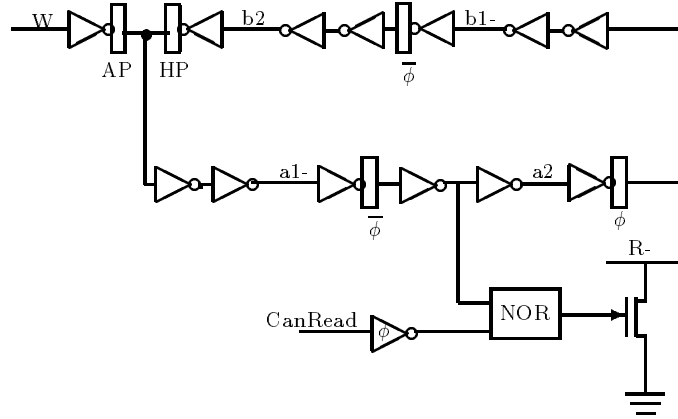 W
b2
b1-
AP
HP
ϕ̅
a1-
a2
ϕ̅
ϕ
R-
CanRead
ϕ
NOR